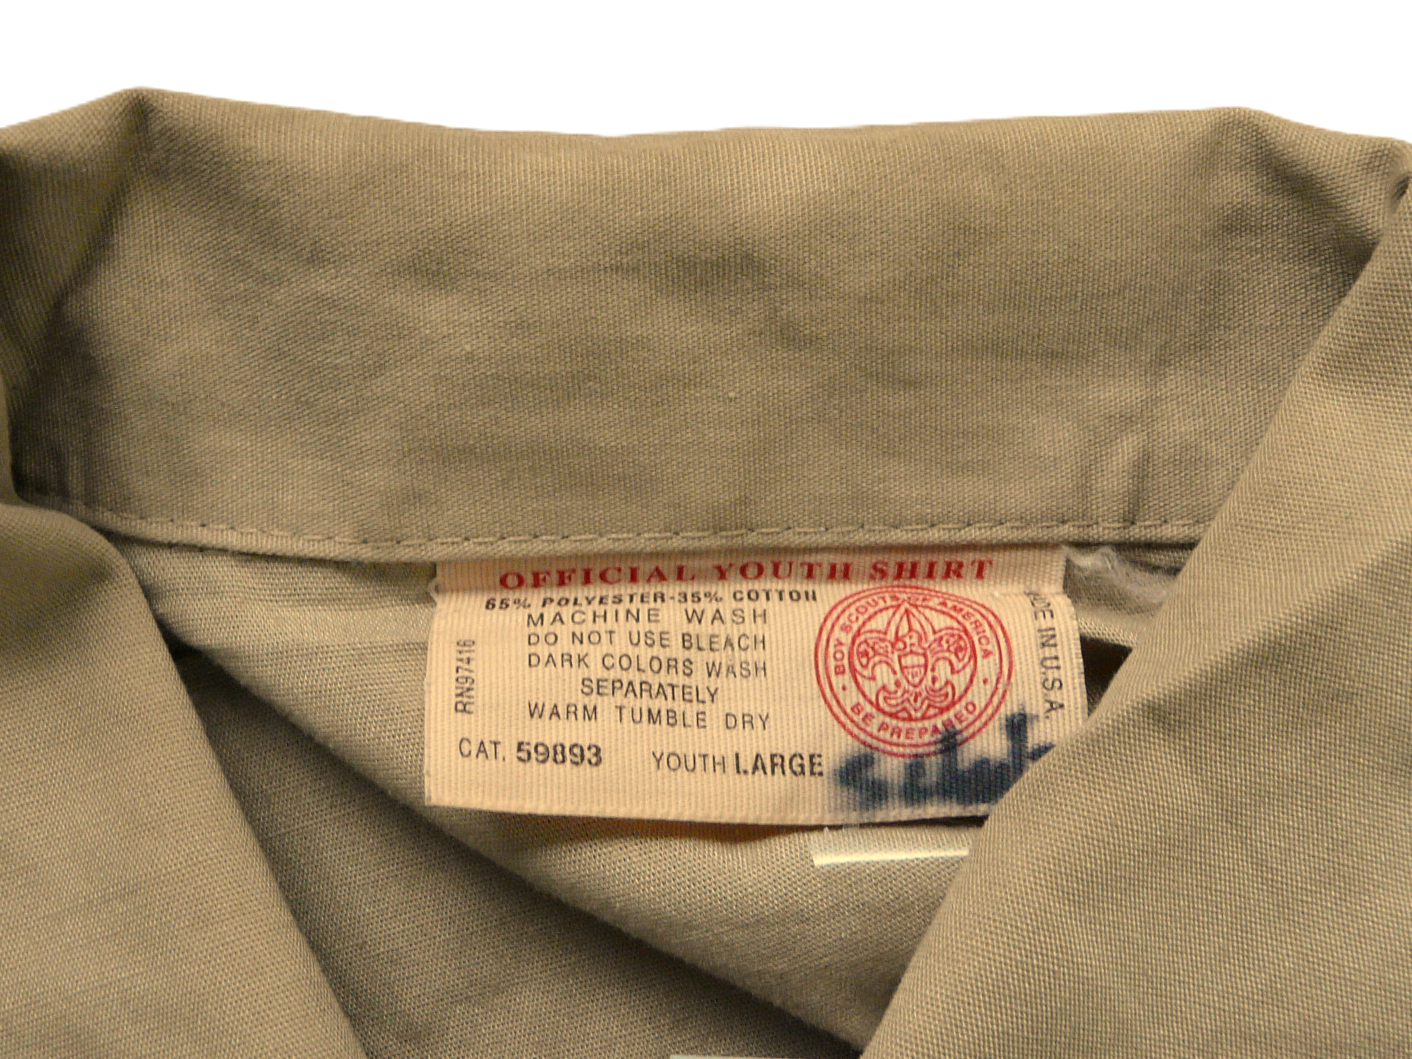 OFFICIAL YOUTH SHIRT
65% POLYESTER-35% COTTON
MACHINE WASH
DO NOT USE BLEACH
DARK COLORS WASH
SEPARATELY
WARM TUMBLE DRY
RN97416
CAT. 59893 YOUTH LARGE
BOY SCOUTS OF AMERICA
BE PREPARED
MADE IN U.S.A.